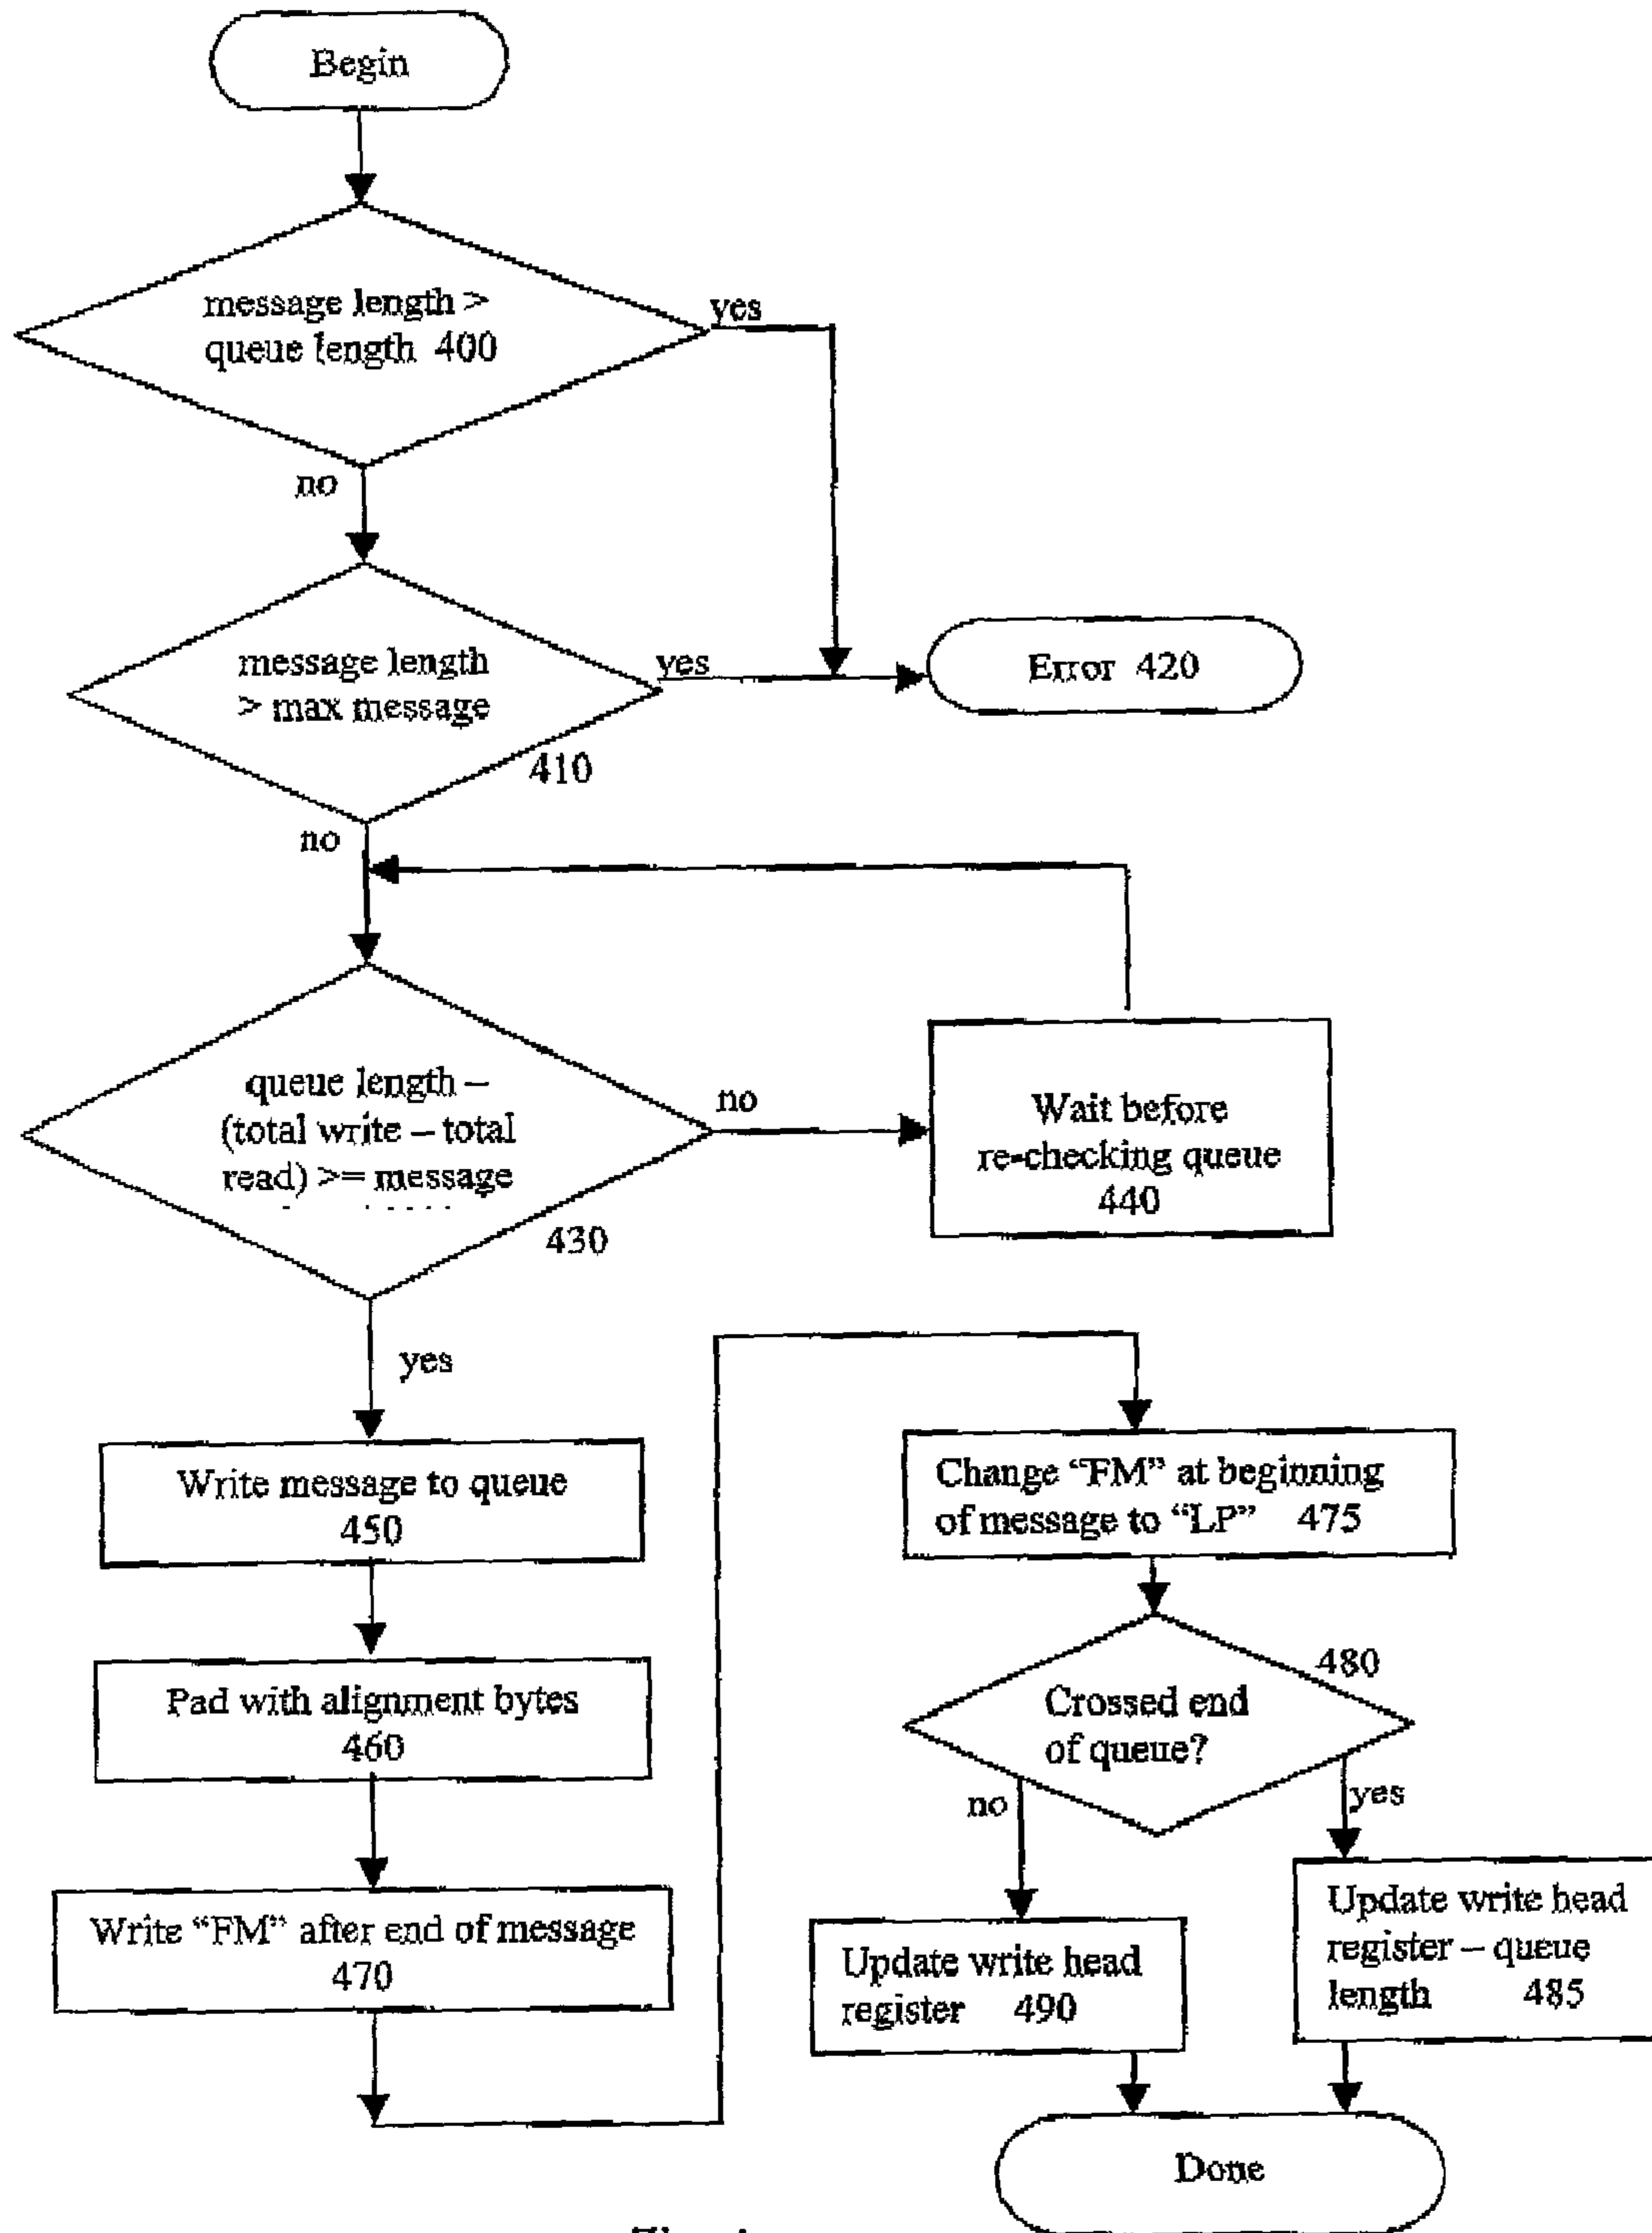 Begin
message length >
queue length 400
yes
no
message length
> max message
410
yes
Error 420
no
queue length –
(total write – total
read) >= message
430
no
Wait before
re-checking queue
440
yes
Write message to queue
450
Pad with alignment bytes
460
Write “FM” after end of message
470
Change “FM” at beginning
of message to “LP” 475
480
Crossed end
of queue?
no
yes
Update write head
register 490
Update write head
register – queue
length 485
Done